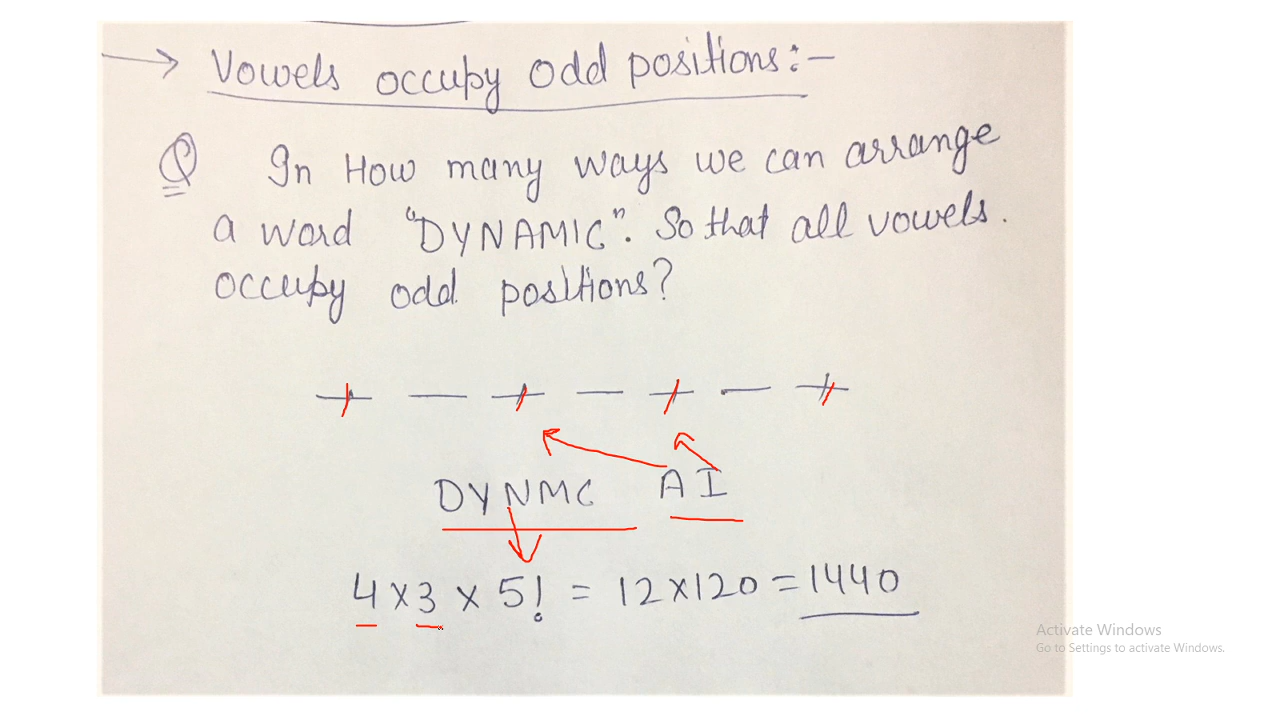 → Vowels occupy odd positions:-
Q In How many ways we can arrange
a word "DYNAMIC". So that all vowels.
occupy odd positions?
DYNMC AI
4 x 3 x 5! = 12 x 120 = 1440
Activate Windows
Go to Settings to activate Windows.